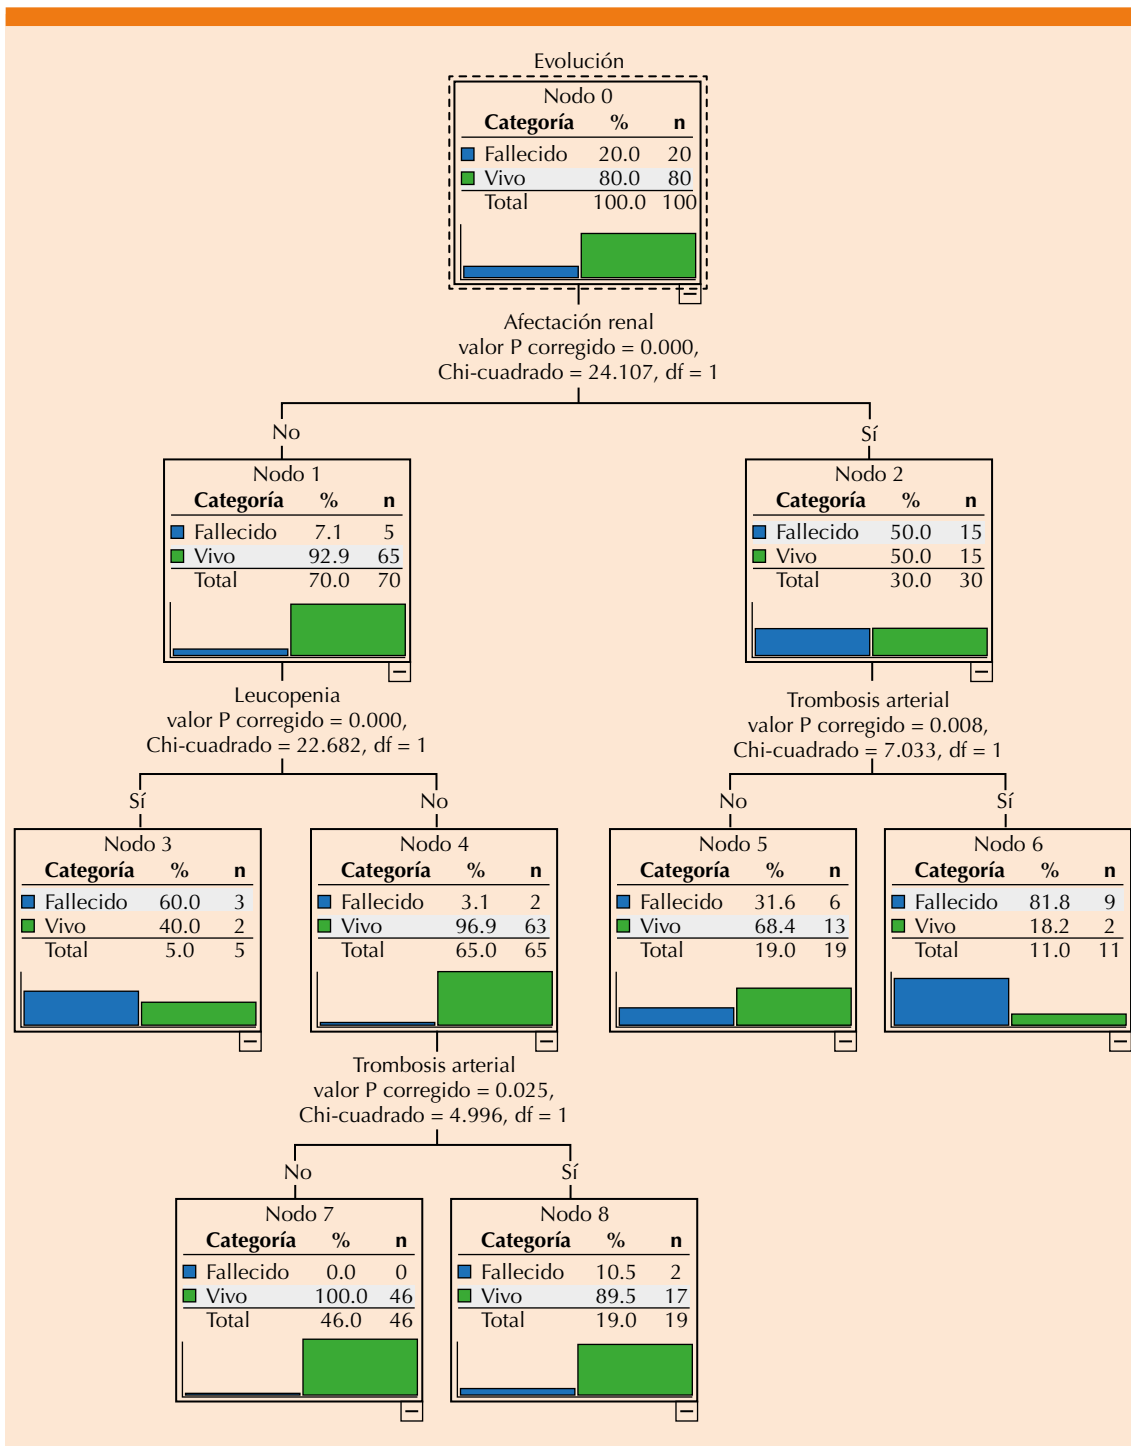 Evolución
Nodo 0
Categoría % n
Fallecido 20.0 20
Vivo 80.0 80
Total 100.0 100
Afectación renal
valor P corregido = 0.000,
Chi-cuadrado = 24.107, df = 1
No
Sí
Nodo 1
Categoría % n
Fallecido 7.1 5
Vivo 92.9 65
Total 70.0 70
Nodo 2
Categoría % n
Fallecido 50.0 15
Vivo 50.0 15
Total 30.0 30
Leucopenia
valor P corregido = 0.000,
Chi-cuadrado = 22.682, df = 1
Trombosis arterial
valor P corregido = 0.008,
Chi-cuadrado = 7.033, df = 1
Sí
No
No
Sí
Nodo 3
Categoría % n
Fallecido 60.0 3
Vivo 40.0 2
Total 5.0 5
Nodo 4
Categoría % n
Fallecido 3.1 2
Vivo 96.9 63
Total 65.0 65
Nodo 5
Categoría % n
Fallecido 31.6 6
Vivo 68.4 13
Total 19.0 19
Nodo 6
Categoría % n
Fallecido 81.8 9
Vivo 18.2 2
Total 11.0 11
Trombosis arterial
valor P corregido = 0.025,
Chi-cuadrado = 4.996, df = 1
No
Sí
Nodo 7
Categoría % n
Fallecido 0.0 0
Vivo 100.0 46
Total 46.0 46
Nodo 8
Categoría % n
Fallecido 10.5 2
Vivo 89.5 17
Total 19.0 19